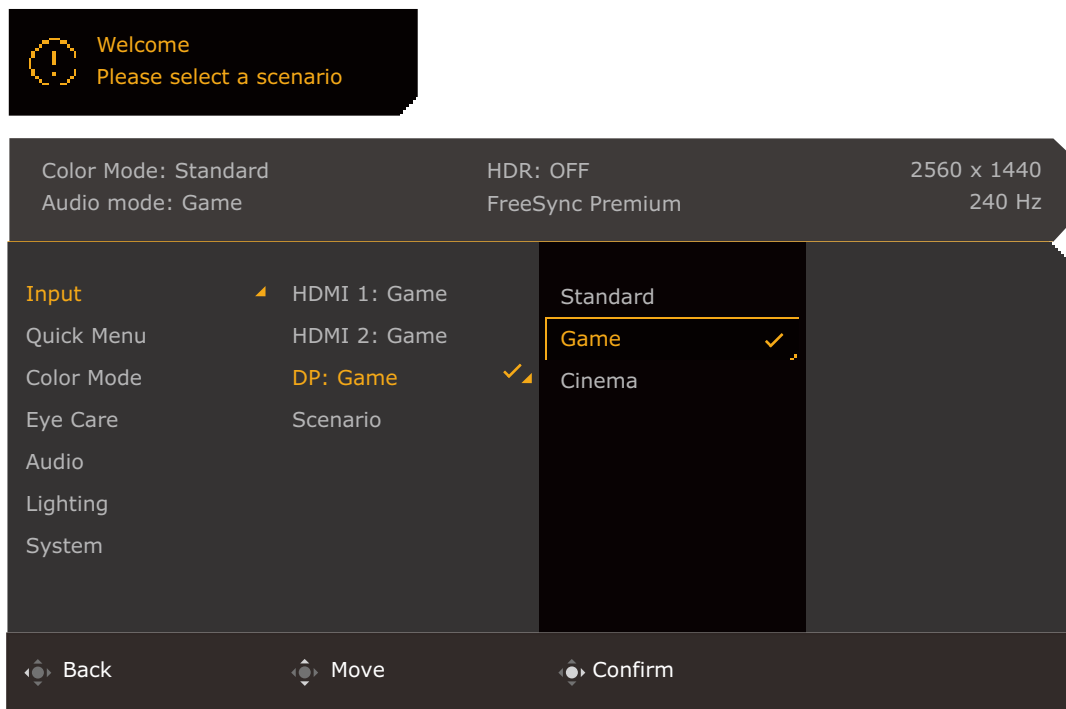 Welcome
Please select a scenario
Color Mode: Standard
Audio mode: Game
HDR: OFF
FreeSync Premium
2560 x 1440
240 Hz
Input
Quick Menu
Color Mode
Eye Care
Audio
Lighting
System
HDMI 1: Game
HDMI 2: Game
DP: Game
Scenario
Standard
Game
Cinema
Back
Move
Confirm